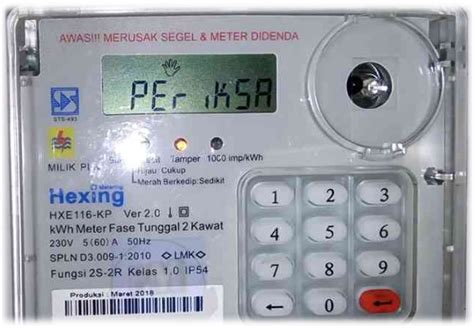 AWAS!!! MERUSAK SEGEL & METER DIDENDA
PEriKSA
STS-K93
MILIK
Tamper
1000 imp/kWh
Hijau: Cukup
Merah Berkedip: Sedikit
Hexing
HXE116-KP Ver 2.0
kWh Meter Fase Tunggal 2 Kawat
230V 5(60)A 50Hz
SPLN D3.009-1:2010 LMK
Fungsi 2S-2R Kelas 1.0 IP54
Produksi : Maret 2018
1 2 3
4 5 6
7 8 9
0